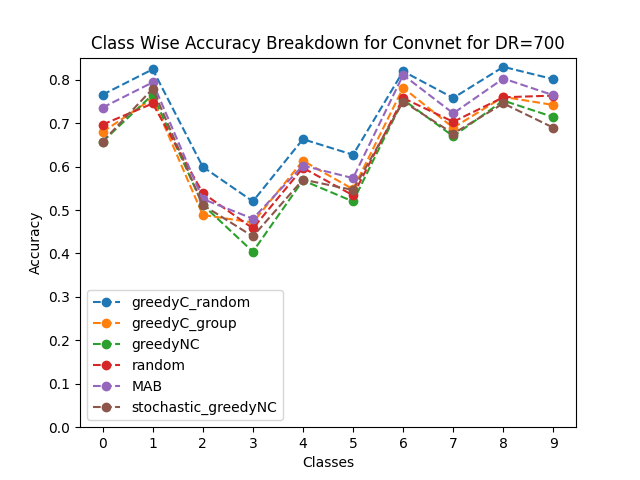 Class Wise Accuracy Breakdown for Convnet for DR=700
Accuracy
0.8
0.7
0.6
0.5
0.4
0.3
0.2
0.1
0.0
greedyC_random
greedyC_group
greedyNC
random
MAB
stochastic_greedyNC
0 1 2 3 4 5 6 7 8 9
Classes